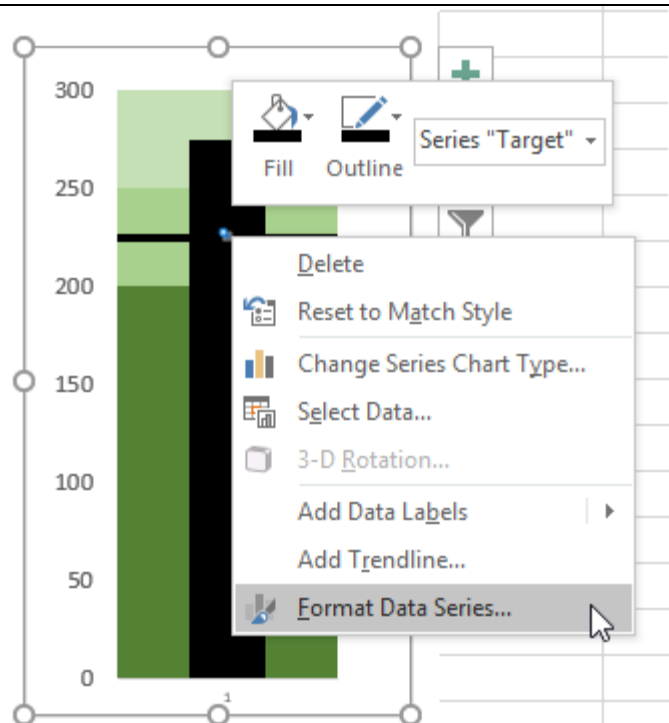 300
250
200
150
100
50
0
1
Fill Outline Series "Target"
Delete
Reset to Match Style
Change Series Chart Type...
Select Data...
3-D Rotation...
Add Data Labels
Add Trendline...
Format Data Series...